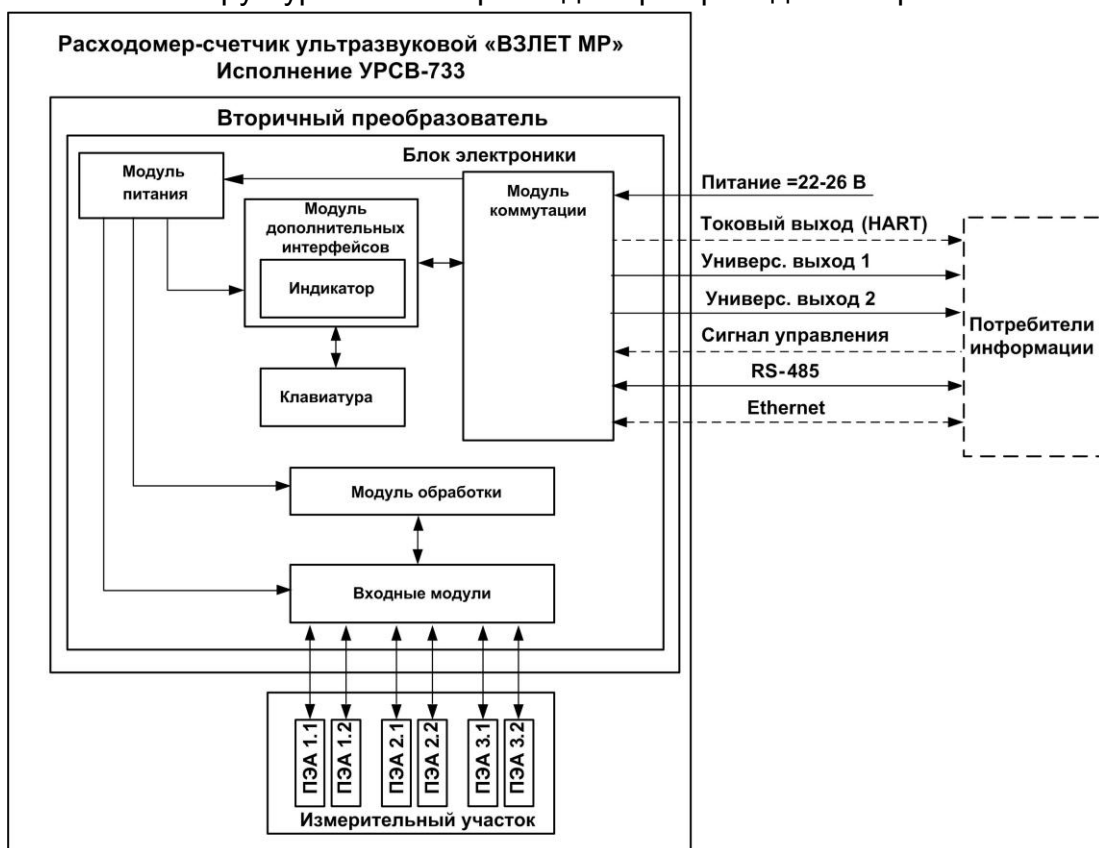 Расходомер-счетчик ультразвуковой «ВЗЛЕТ МР»
Исполнение УРСВ-733
Вторичный преобразователь
Блок электроники
Модуль
питания
Модуль
дополнительных
интерфейсов
Индикатор
Клавиатура
Модуль
коммутации
Питание =22-26 В
Токовый выход (HART)
Универс. выход 1
Универс. выход 2
Сигнал управления
RS-485
Ethernet
Потребители
информации
Модуль обработки
Входные модули
ПЭА 1.1
ПЭА 1.2
ПЭА 2.1
ПЭА 2.2
ПЭА 3.1
ПЭА 3.2
Измерительный участок